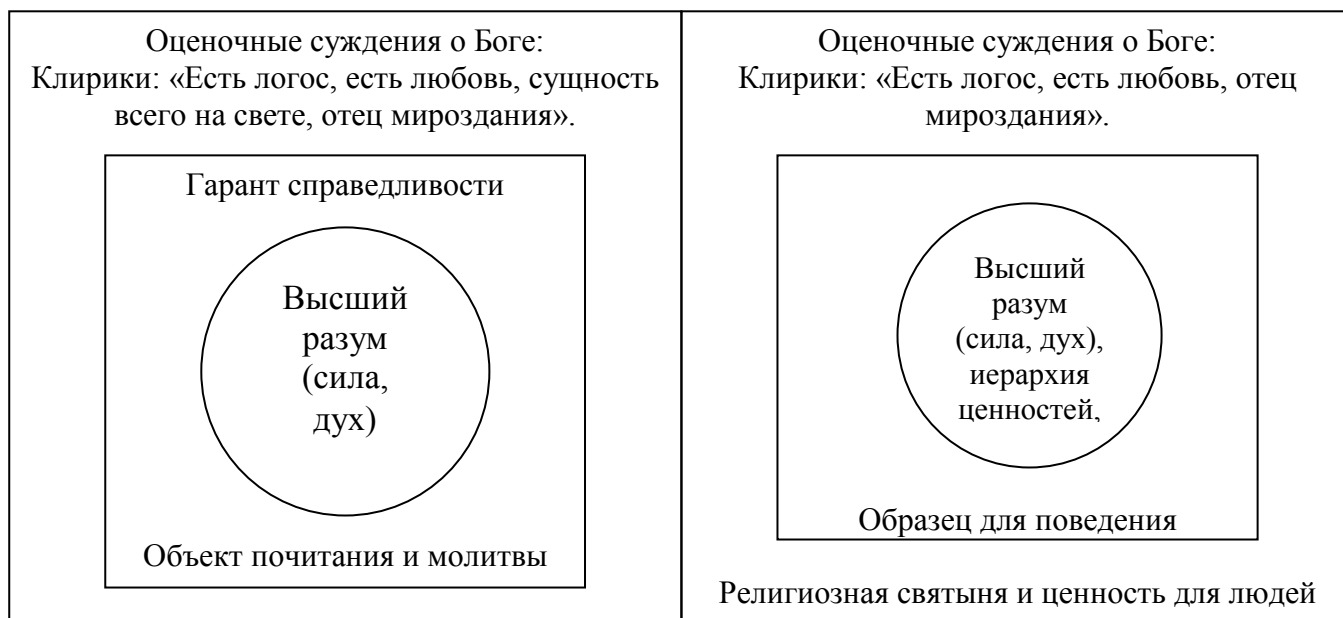 Оценочные суждения о Боге:
Клирики: «Есть логос, есть любовь, сущность
всего на свете, отец мироздания».
Гарант справедливости
Высший
разум
(сила,
дух)
Объект почитания и молитвы
Оценочные суждения о Боге:
Клирики: «Есть логос, есть любовь, отец
мироздания».
Высший
разум
(сила, дух),
иерархия
ценностей,
Образец для поведения
Религиозная святыня и ценность для людей